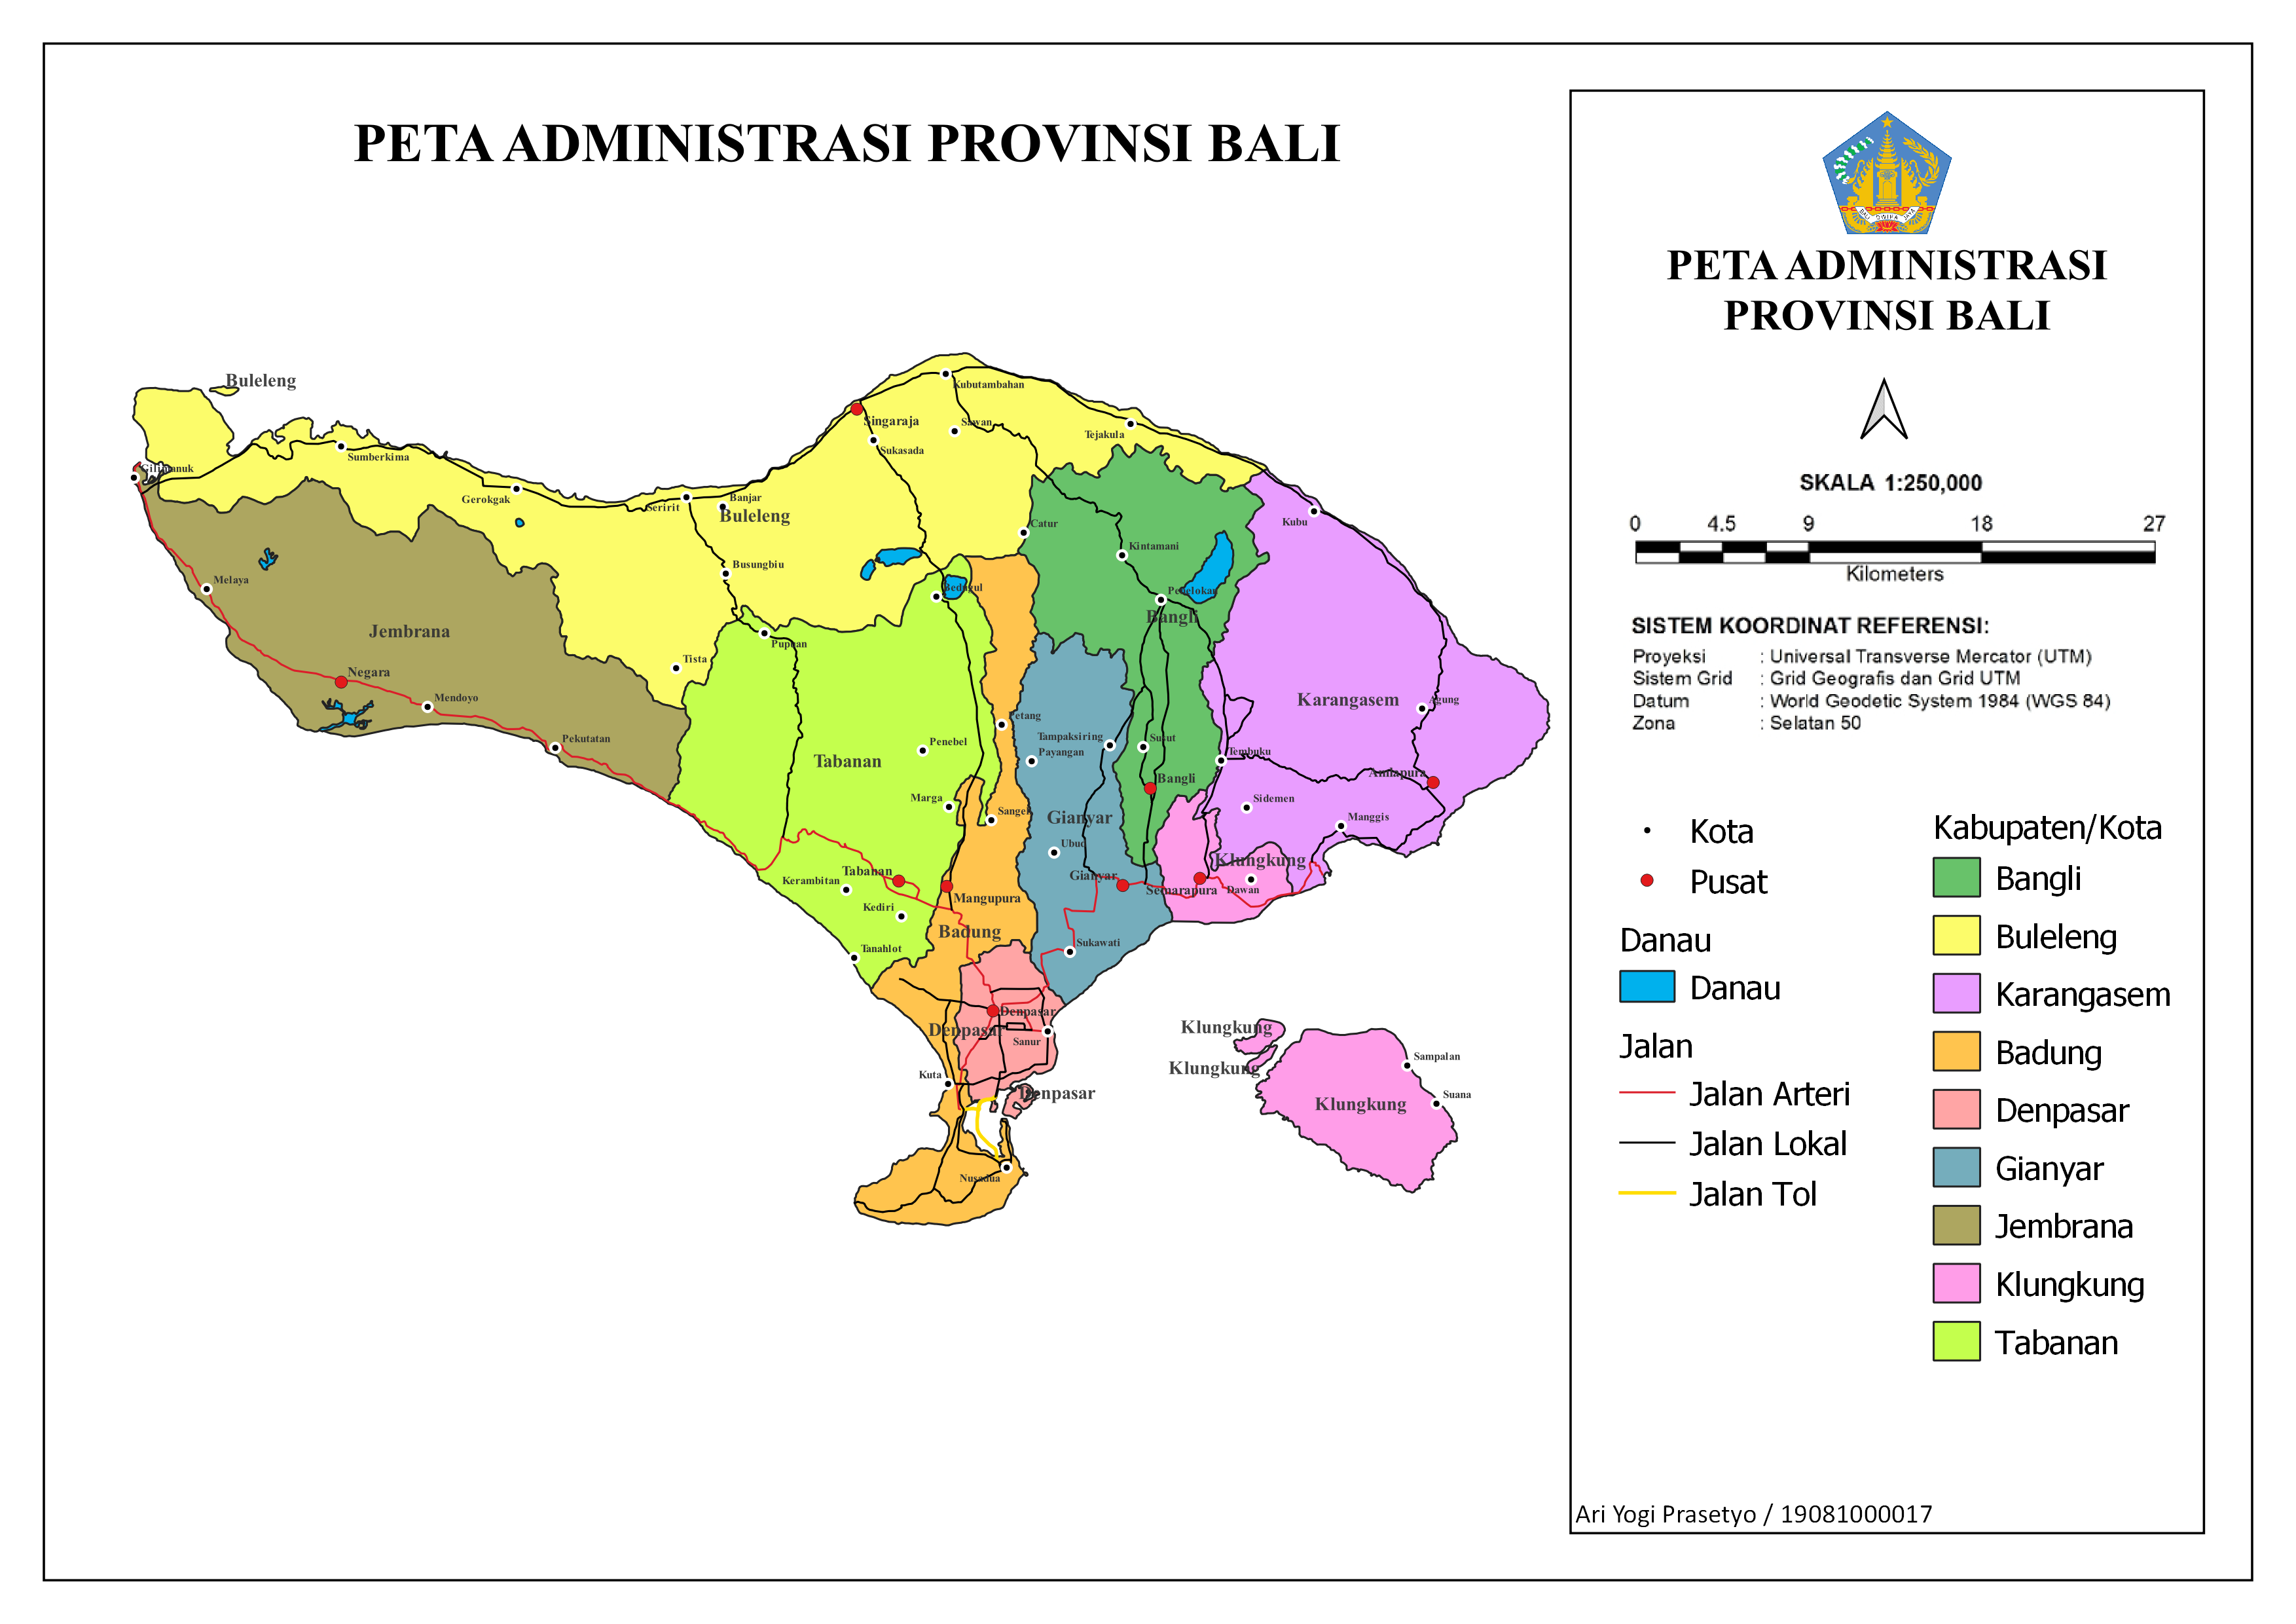 PETA ADMINISTRASI PROVINSI BALI
BALI DWIPA JAYA
PETA ADMINISTRASI
PROVINSI BALI
SKALA 1:250,000
0 4.5 9 18 27
Kilometers
SISTEM KOORDINAT REFERENSI:
Proyeksi : Universal Transverse Mercator (UTM)
Sistem Grid : Grid Geografis dan Grid UTM
Datum : World Geodetic System 1984 (WGS 84)
Zona : Selatan 50
Kota
Pusat
Danau
Danau
Jalan
Jalan Arteri
Jalan Lokal
Jalan Tol
Kabupaten/Kota
Bangli
Buleleng
Karangasem
Badung
Denpasar
Gianyar
Jembrana
Klungkung
Tabanan
Ari Yogi Prasetyo / 19081000017
Buleleng
Kubutambahan
Singaraja
Sawan
Tejakula
Sukasada
Sumberkima
Gilimanuk
Gerokgak
Seririt
Banjar
Buleleng
Catur
Kubu
Kintamani
Busungbiu
Melaya
Bedugul
Penelokan
Bangli
Jembrana
Pupuan
Tista
Negara
Mendoyo
Karangasem
Agung
Petang
Pekutatan
Penebel
Tampaksiring
Payangan
Susut
Tembuku
Tabanan
Bangli
Amlapura
Marga
Sangeh
Sidemen
Gianyar
Manggis
Ubud
Klungkung
Tabanan
Kerambitan
Gianyar
Semarapura
Dawan
Mangupura
Kediri
Badung
Sukawati
Tanahlot
Denpasar
Denpasar
Sanur
Klungkung
Klungkung
Sampalan
Kuta
Denpasar
Klungkung
Suana
Nusadua